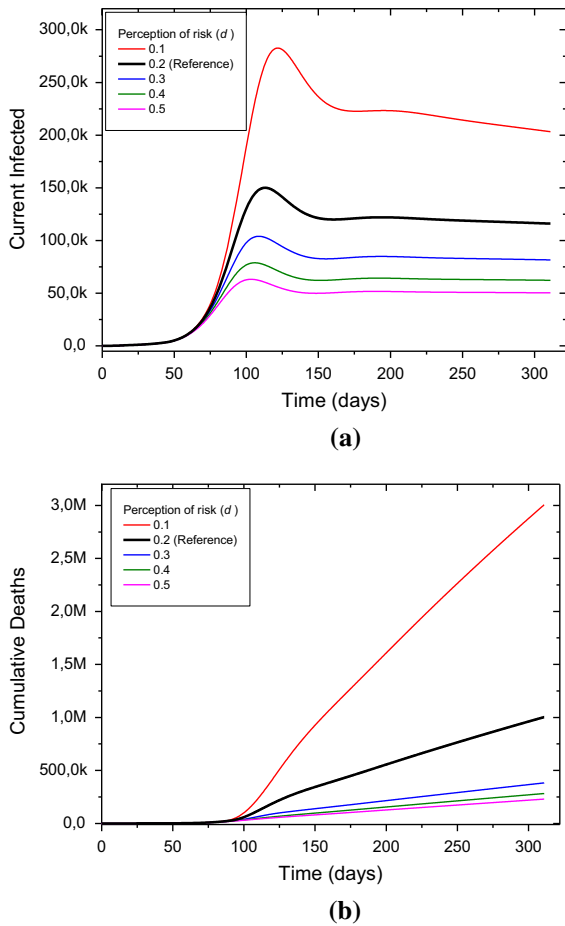 300,0k
250,0k
200,0k
150,0k
100,0k
50,0k
0,0
Current Infected
Perception of risk (d)
0.1
0.2 (Reference)
0.3
0.4
0.5
0 50 100 150 200 250 300
Time (days)
(a)
3,0M
2,5M
2,0M
1,5M
1,0M
500,0k
0,0
Cumulative Deaths
Perception of risk (d )
0.1
0.2 (Reference)
0.3
0.4
0.5
0 50 100 150 200 250 300
Time (days)
(b)